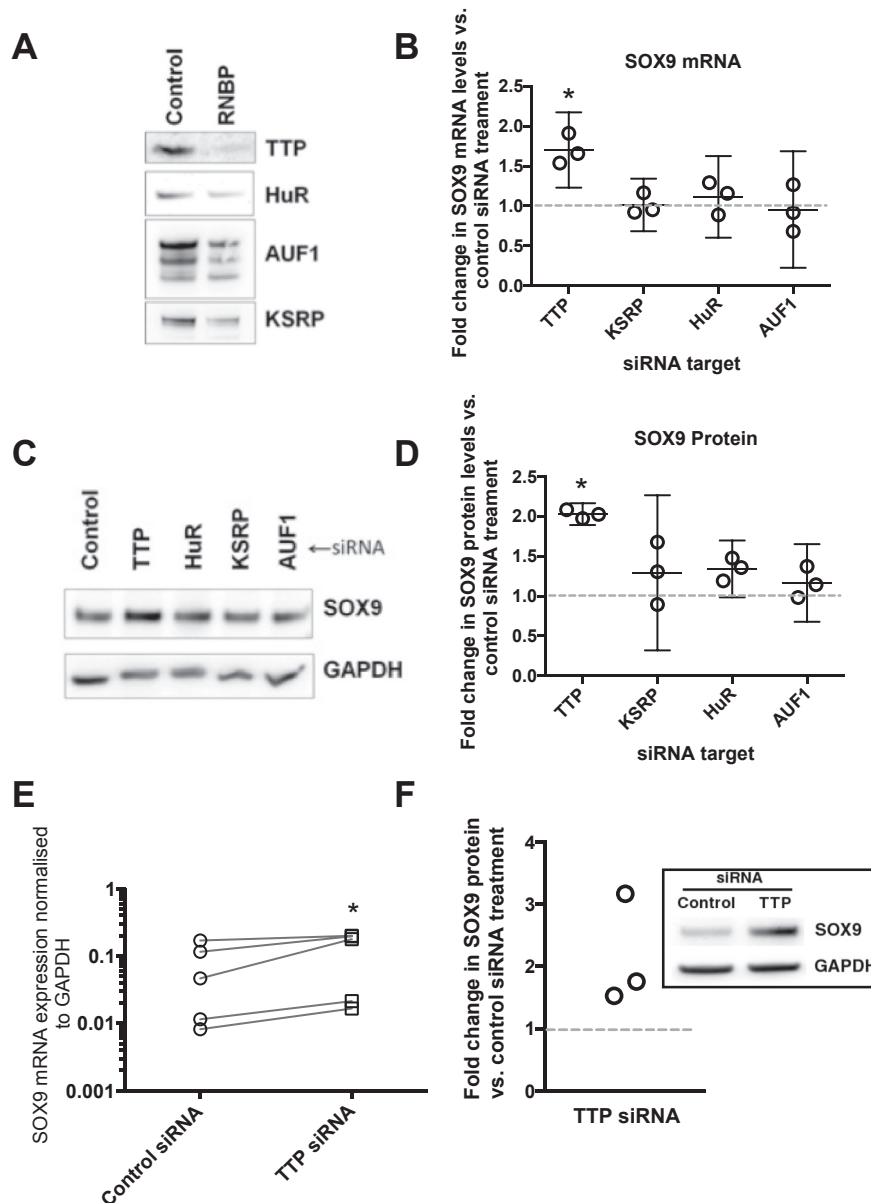 A
Control
RNBP
TTP
HuR
AUF1
KSRP
B
SOX9 mRNA
Fold change in SOX9 mRNA levels vs.
control siRNA treament
2.5
2.0
1.5
1.0
0.5
0.0
*
TTP
KSRP
HuR
AUF1
siRNA target
C
Control
TTP
HuR
KSRP
AUF1
←siRNA
SOX9
GAPDH
D
SOX9 Protein
Fold change in SOX9 protein levels vs.
control siRNA treament
2.5
2.0
1.5
1.0
0.5
0.0
*
TTP
KSRP
HuR
AUF1
siRNA target
E
SOX9 mRNA expression normalised
to GAPDH
1
0.1
0.01
0.001
*
Control siRNA
TTP siRNA
F
Fold change in SOX9 protein
vs. control siRNA treatment
4
3
2
1
0
siRNA
Control TTP
SOX9
GAPDH
TTP siRNA